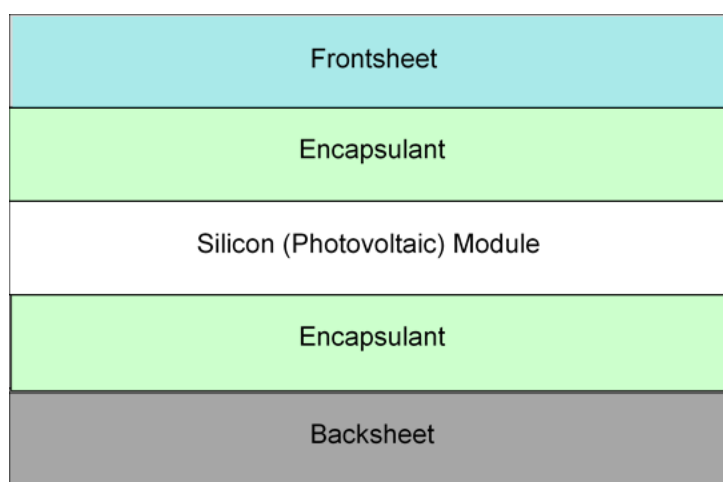 Frontsheet
Encapsulant
Silicon (Photovoltaic) Module
Encapsulant
Backsheet